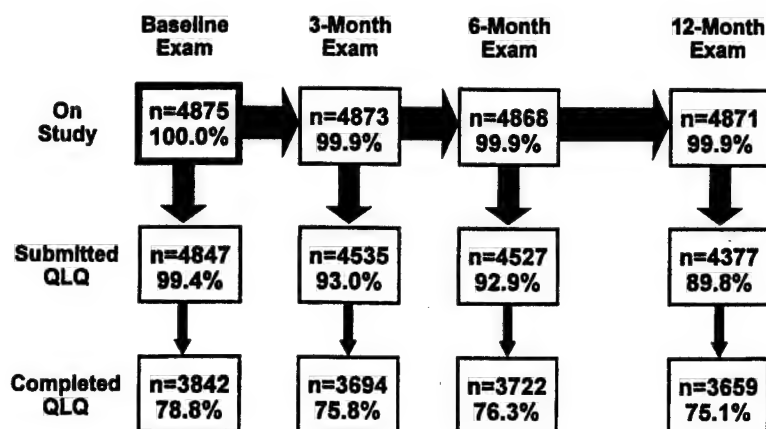 Baseline Exam
3-Month Exam
6-Month Exam
12-Month Exam
On Study
n=4875
100.0%
n=4873
99.9%
n=4868
99.9%
n=4871
99.9%
Submitted QLQ
n=4847
99.4%
n=4535
93.0%
n=4527
92.9%
n=4377
89.8%
Completed QLQ
n=3842
78.8%
n=3694
75.8%
n=3722
76.3%
n=3659
75.1%